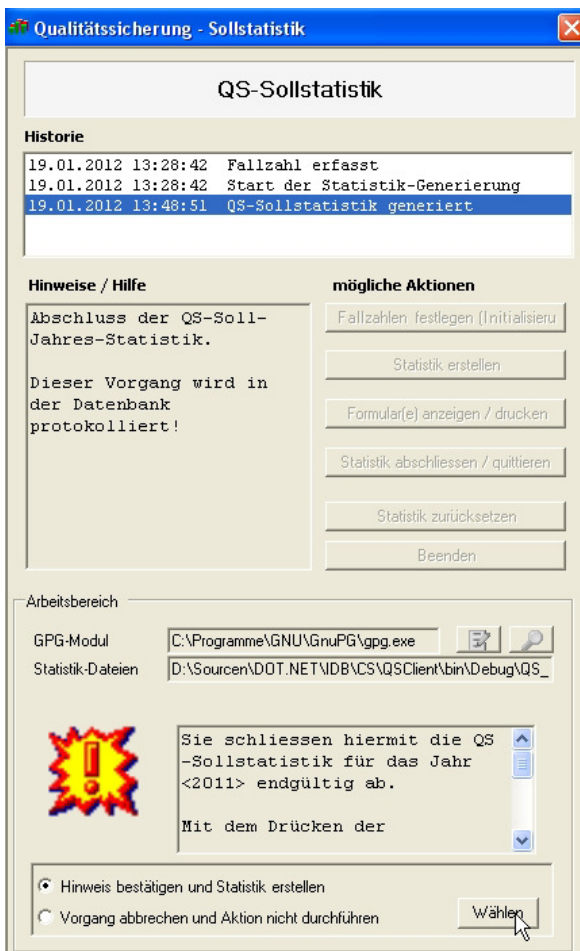 Qualitätssicherung - Sollstatistik
QS-Sollstatistik
Historie
19.01.2012 13:28:42 Fallzahl erfasst
19.01.2012 13:28:42 Start der Statistik-Generierung
19.01.2012 13:48:51 QS-Sollstatistik generiert
Hinweise / Hilfe
Abschluss der QS-Soll-
Jahres-Statistik.
Dieser Vorgang wird in
der Datenbank
protokolliert!
mögliche Aktionen
Fallzahlen festlegen (Initialisieru
Statistik erstellen
Formular(e) anzeigen / drucken
Statistik abschliessen / quittieren
Statistik zurücksetzen
Beenden
Arbeitsbereich
GPG-Modul C:\Programme\GNU\GnuPG\gpg.exe
Statistik-Dateien D:\Sourcen\DOT.NET\IDB\CS\QSClient\bin\Debug\QS_
Sie schliessen hiermit die QS
-Sollstatistik für das Jahr
<2011> endgültig ab.
Mit dem Drücken der
Hinweis bestätigen und Statistik erstellen
Vorgang abbrechen und Aktion nicht durchführen
Wählen